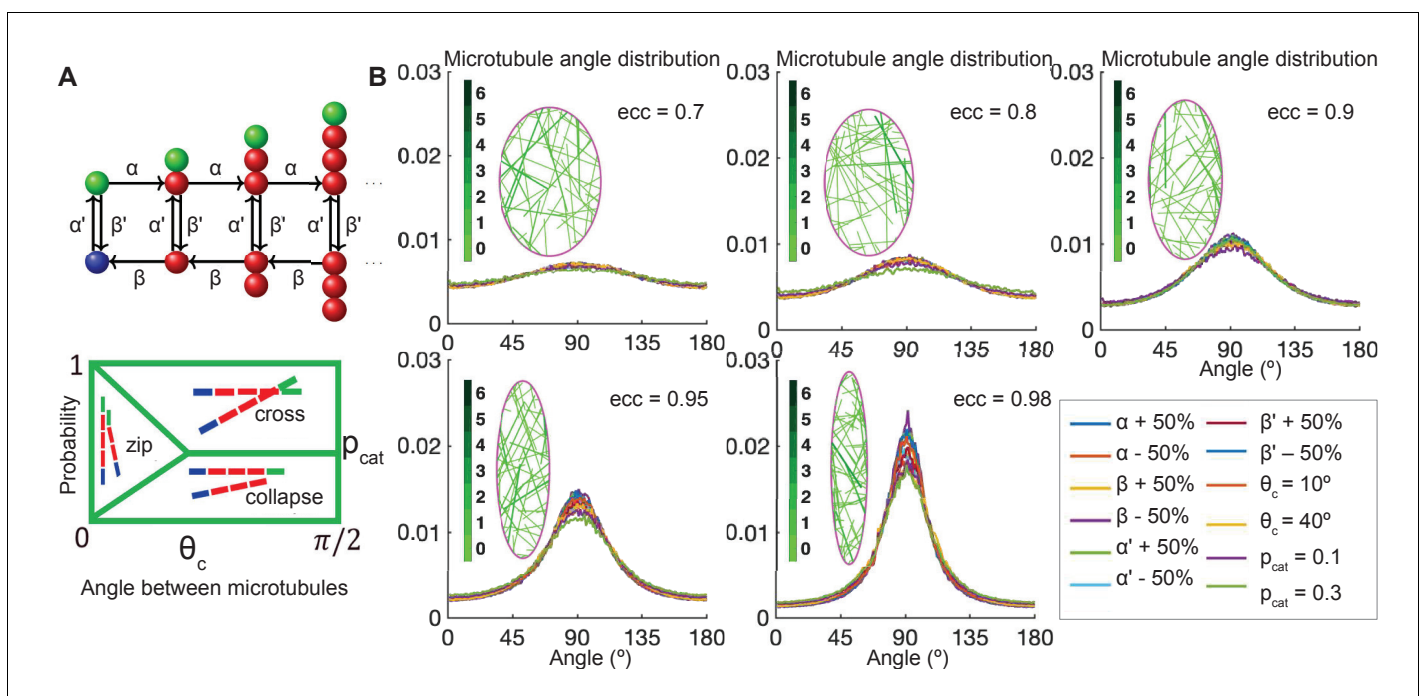 A
α α α
α' β' α' β' α' β' α' β'
...
β β β
...
1
Probability
zip
cross
collapse
p_cat
0 θ_c π/2
Angle between microtubules
B
Microtubule angle distribution
0.03
0.02
0.01
0
6
5
4
3
2
1
0
ecc = 0.7
0 45 90 135 180
Microtubule angle distribution
0.03
0.02
0.01
0
6
5
4
3
2
1
0
ecc = 0.8
0 45 90 135 180
Angle (º)
Microtubule angle distribution
0.03
0.02
0.01
0
6
5
4
3
2
1
0
ecc = 0.9
0 45 90 135 180
Angle (º)
0.03
0.02
0.01
0
6
5
4
3
2
1
0
ecc = 0.95
0 45 90 135 180
Angle (º)
0.03
0.02
0.01
0
6
5
4
3
2
1
0
ecc = 0.98
0 45 90 135 180
Angle (º)
α + 50%
α - 50%
β + 50%
β - 50%
α' + 50%
α' - 50%
β' + 50%
β' – 50%
θ_c = 10º
θ_c = 40º
p_cat = 0.1
p_cat = 0.3